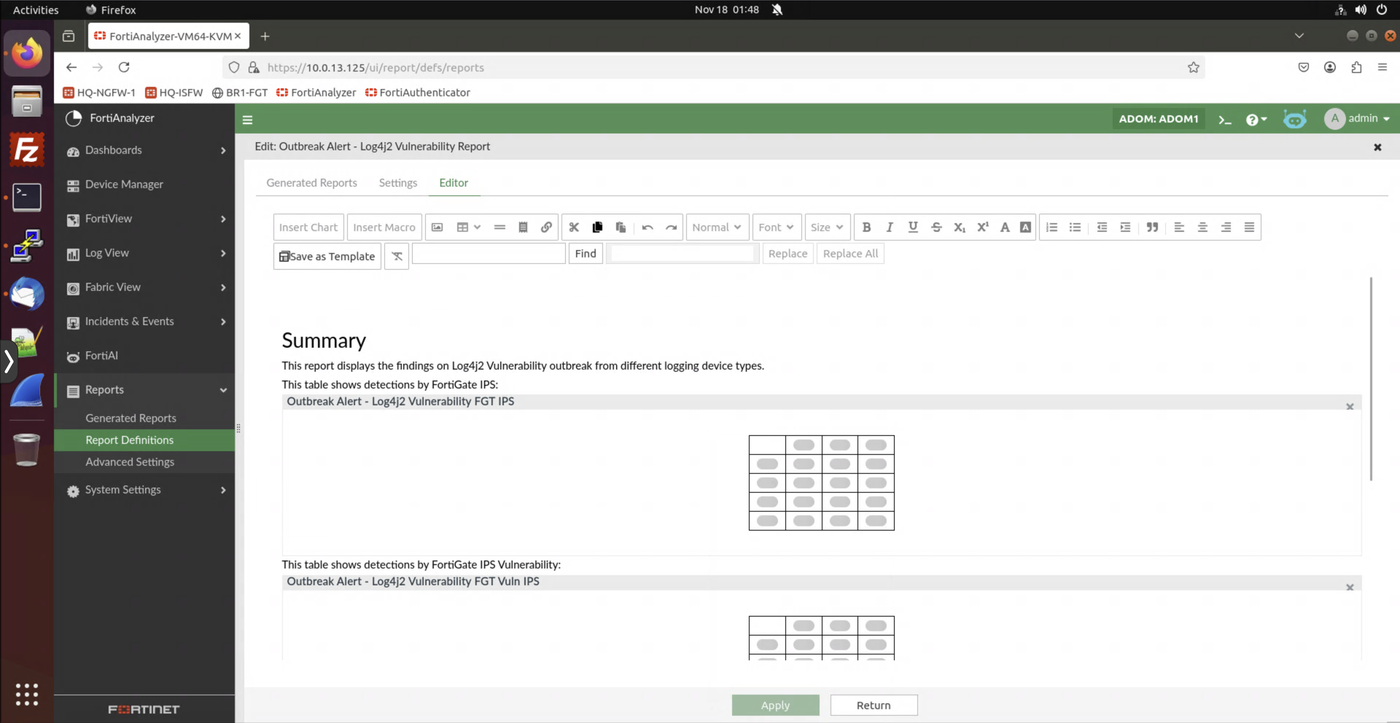 Activities
Firefox
Nov 18 01:48
FortiAnalyzer-VM64-KVM
https://10.0.13.125/ui/report/defs/reports
HQ-NGFW-1
HQ-ISFW
BR1-FGT
FortiAnalyzer
FortiAuthenticator
FortiAnalyzer
ADOM: ADOM1
A
admin
Dashboards
Device Manager
FortiView
Log View
Fabric View
Incidents & Events
FortiAI
Reports
Generated Reports
Report Definitions
Advanced Settings
System Settings
FORTINET
Edit: Outbreak Alert - Log4j2 Vulnerability Report
Generated Reports
Settings
Editor
Insert Chart
Insert Macro
Normal
Font
Size
B I U S X₁ X¹ A A
Save as Template
Find
Replace
Replace All
Summary
This report displays the findings on Log4j2 Vulnerability outbreak from different logging device types.
This table shows detections by FortiGate IPS:
Outbreak Alert - Log4j2 Vulnerability FGT IPS
This table shows detections by FortiGate IPS Vulnerability:
Outbreak Alert - Log4j2 Vulnerability FGT Vuln IPS
Apply
Return